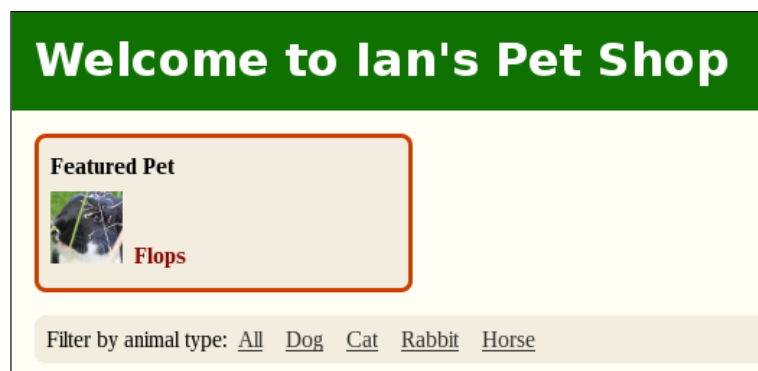 Welcome to Ian's Pet Shop
Featured Pet
Flops
Filter by animal type: All Dog Cat Rabbit Horse